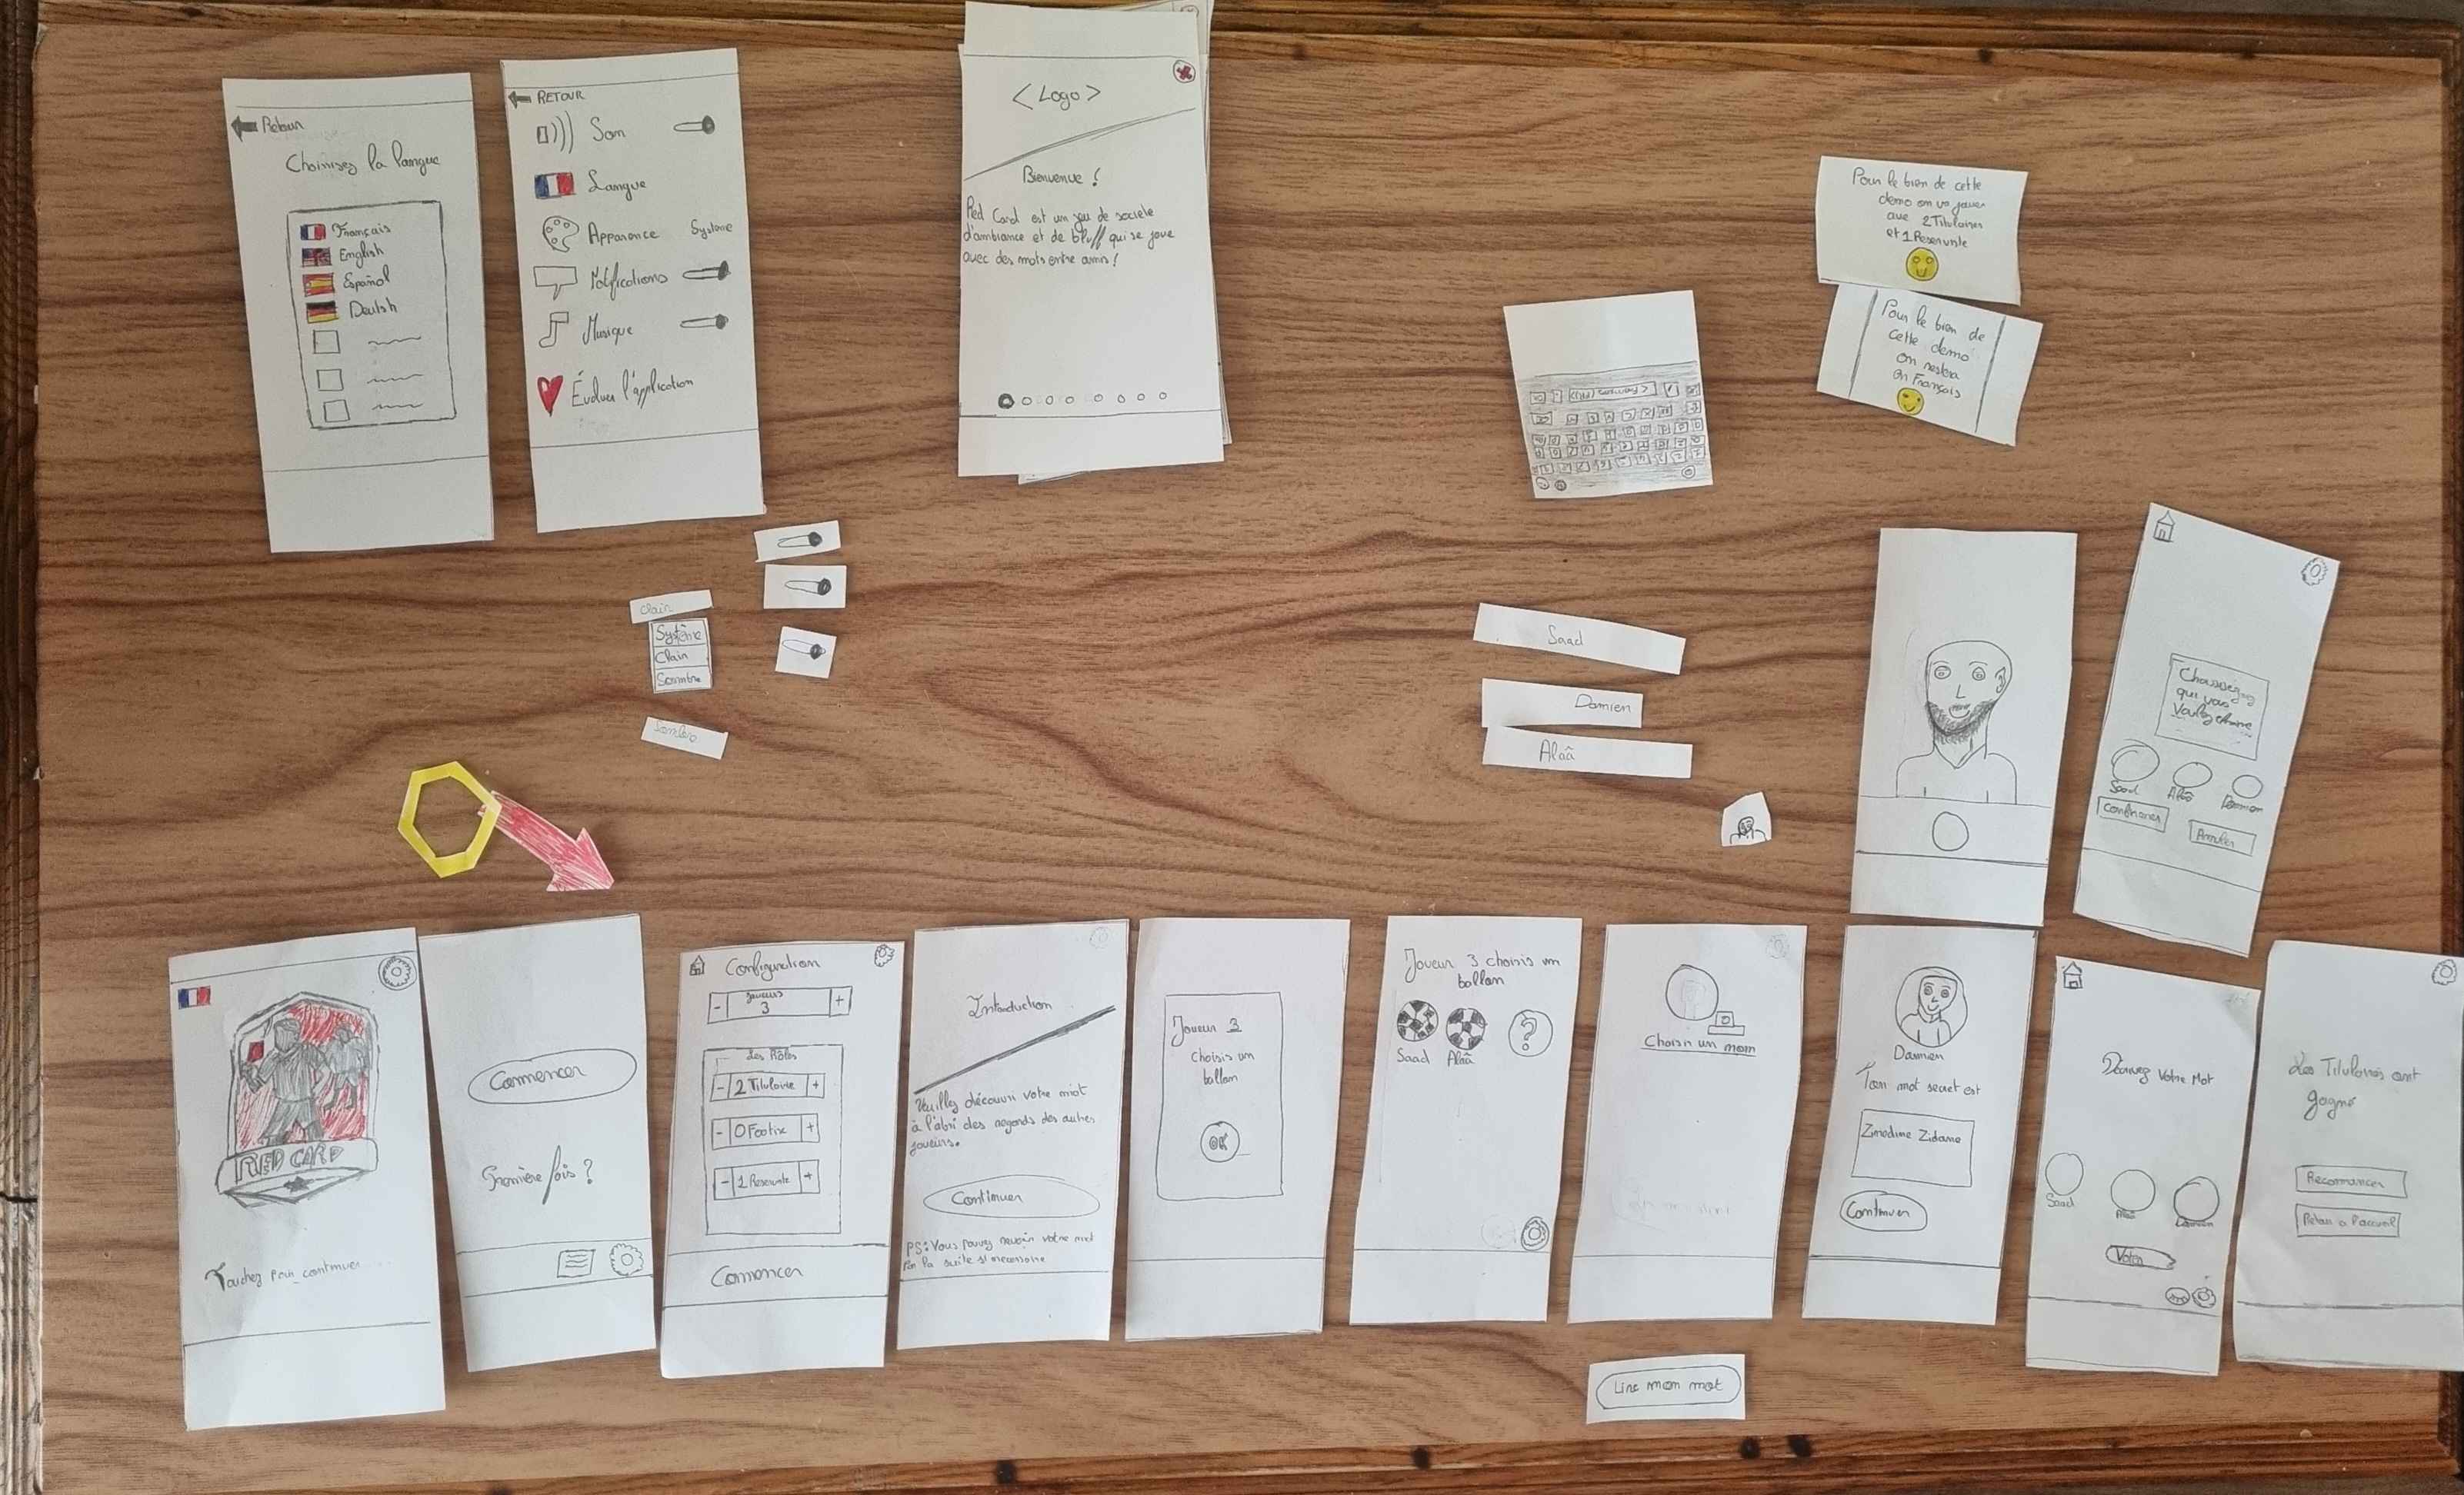 Retour
Choisisez la langue
Français
English
Español
Deutsh
RETOUR
Son
Langue
Apparence Système
Notifications
Musique
Évaluer l'application
<Logo>
Bienvenue !
Red Card est un jeu de société
d'ambiance et de bluff qui se joue
avec des mots entre amis !
Pour le bien de cette
demo on va jouer
avec 2 Titulaires
et 1 Reserviste
Pour le bien de
cette demo
on restera
en Français
clair
Système
Clair
Sombre
Sombre
Saad
Damien
Alaâ
Choississez
qui vous
Voulez
Saad Alaâ Damien
Confirmer
Annuler
RED CARD
Touchez pour continuer...
Commencer
Première fois ?
Configuration
Joueurs
- 3 +
Les Rôles
- 2 Titulaire +
- 0 Footix +
- 1 Reserviste +
Commencer
Introduction
Veuillez découvrir votre mot
à l'abri des regards des autres
joueurs.
Continuer
PS: Vous pouvez revoir votre mot
par la suite si necessaire
Joueur 3
Choisis un
ballon
OK
Joueur 3 choisis un
ballon
?
Saad Alaâ
Choisir un nom
Damien
Ton mot secret est
Zinedine Zidane
Continuer
Lire mon mot
Décrivez Votre Mot
Saad
Alaâ
Damien
Voter
Les Titulaires ont
gagné
Recommencer
Retour a l'accueil